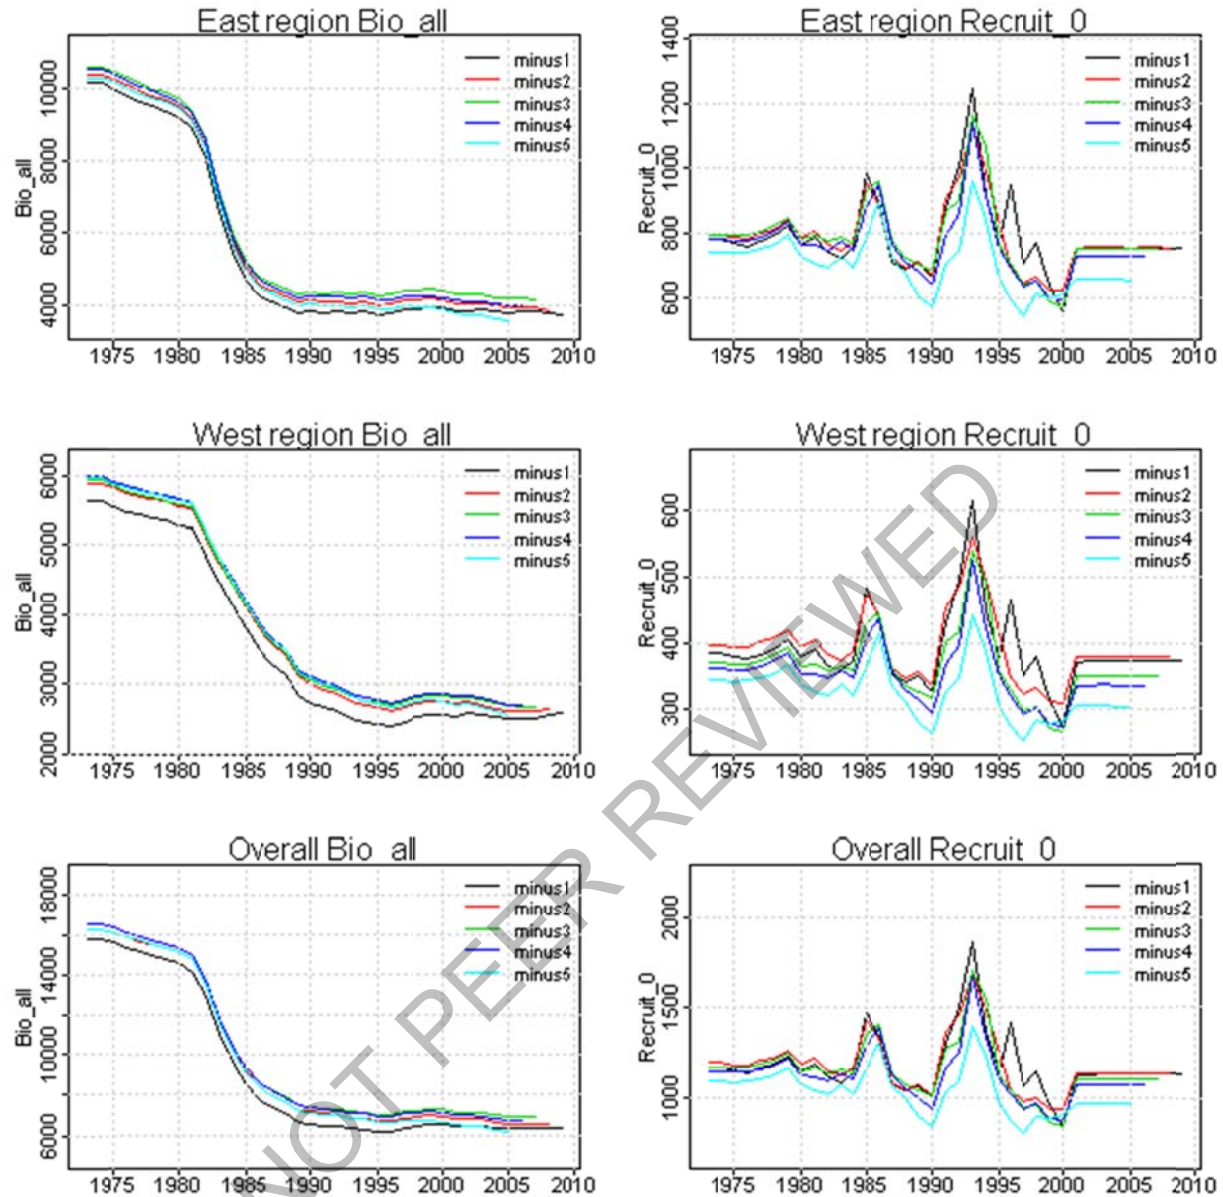 East region Bio_all
Bio_all
10000
8000
6000
4000
minus1
minus2
minus3
minus4
minus5
1975 1980 1985 1990 1995 2000 2005 2010
East region Recruit_0
Recruit_0
1400
1200
1000
800
600
minus1
minus2
minus3
minus4
minus5
1975 1980 1985 1990 1995 2000 2005 2010
West region Bio_all
Bio_all
6000
5000
4000
3000
2000
minus1
minus2
minus3
minus4
minus5
1975 1980 1985 1990 1995 2000 2005 2010
West region Recruit_0
Recruit_0
600
500
400
300
minus1
minus2
minus3
minus4
minus5
1975 1980 1985 1990 1995 2000 2005 2010
Overall Bio_all
Bio_all
18000
14000
10000
6000
minus1
minus2
minus3
minus4
minus5
1975 1980 1985 1990 1995 2000 2005 2010
Overall Recruit_0
Recruit_0
2000
1500
1000
minus1
minus2
minus3
minus4
minus5
1975 1980 1985 1990 1995 2000 2005 2010
NOT PEER REVIEWED